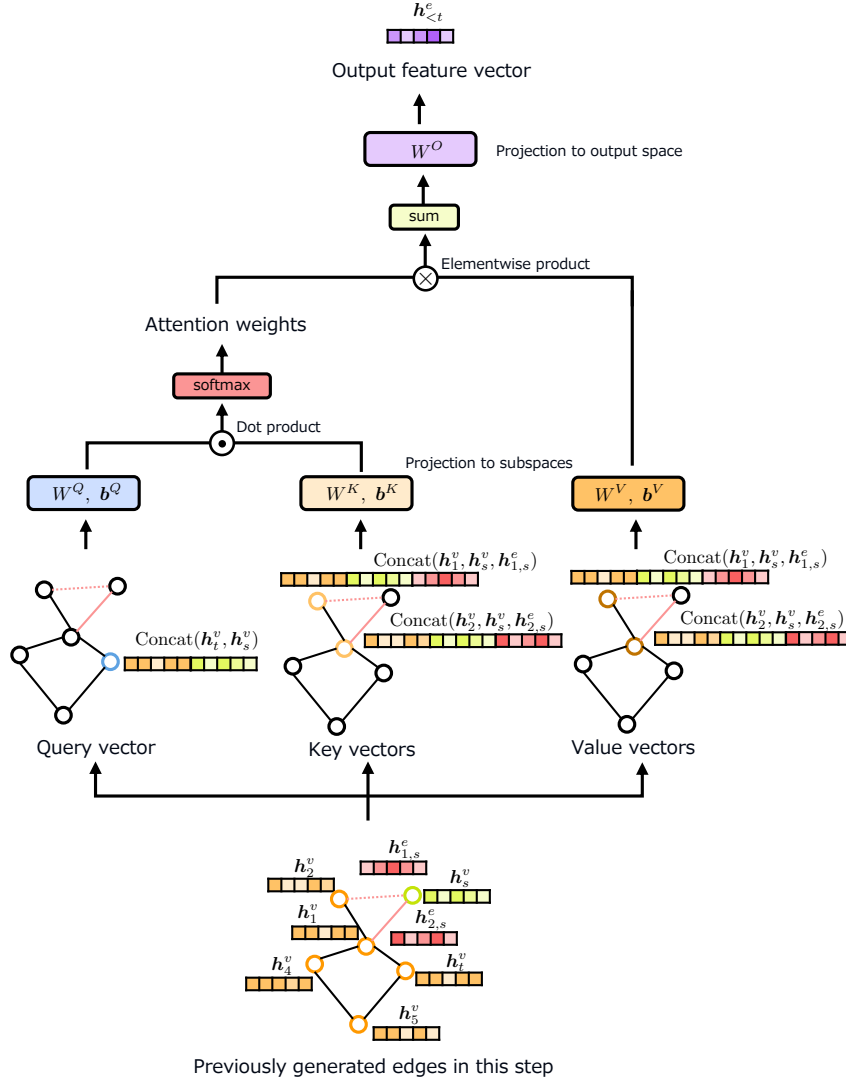 h^e_{<t}
Output feature vector
W^O
Projection to output space
sum
Elementwise product
Attention weights
softmax
Dot product
Projection to subspaces
W^Q, b^Q
W^K, b^K
W^V, b^V
Concat(h^v_t, h^v_s)
Concat(h^v_1, h^v_s, h^e_{1,s})
Concat(h^v_2, h^v_s, h^e_{2,s})
Concat(h^v_1, h^v_s, h^e_{1,s})
Concat(h^v_2, h^v_s, h^e_{2,s})
Query vector
Key vectors
Value vectors
h^e_{1,s}
h^v_2
h^v_s
h^v_1
h^e_{2,s}
h^v_4
h^v_t
h^v_5
Previously generated edges in this step